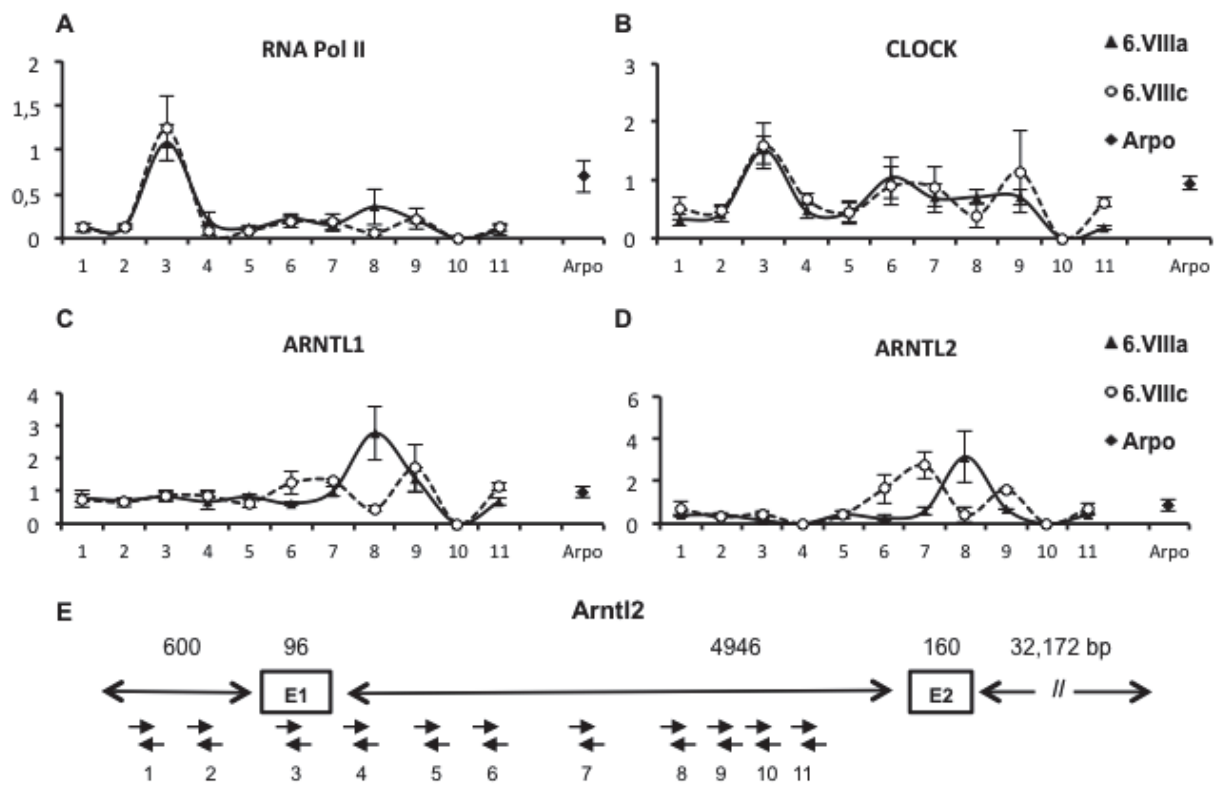 A
RNA Pol II
2
1,5
1
0,5
0
1 2 3 4 5 6 7 8 9 10 11 Arpo
B
CLOCK
3
2
1
0
1 2 3 4 5 6 7 8 9 10 11 Arpo
6.VIIIa
6.VIIIc
Arpo
C
ARNTL1
4
3
2
1
0
1 2 3 4 5 6 7 8 9 10 11 Arpo
D
ARNTL2
6
4
2
0
1 2 3 4 5 6 7 8 9 10 11 Arpo
6.VIIIa
6.VIIIc
Arpo
E
Arntl2
600 96 4946 160 32,172 bp
E1 E2 //
1 2 3 4 5 6 7 8 9 10 11